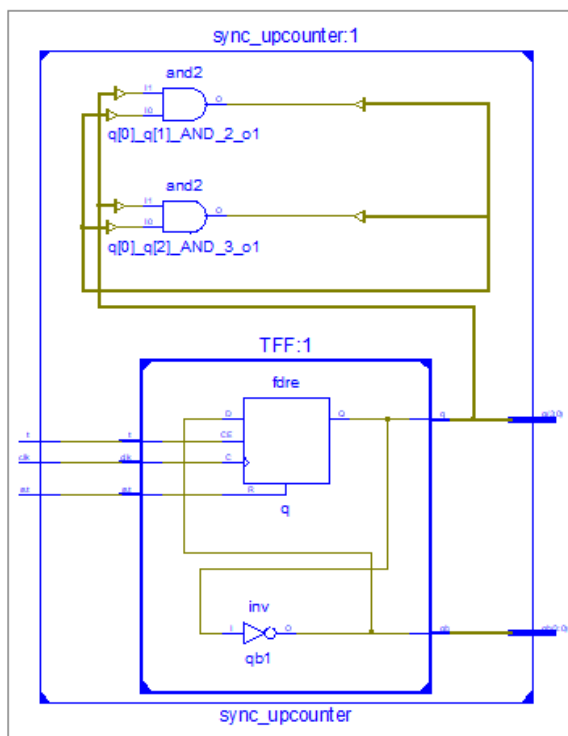 sync_upcounter:1
and2
I1
O
I0
q[0]_q[1]_AND_2_o1
and2
I1
O
I0
q[0]_q[2]_AND_3_o1
TFF:1
fdre
D
Q
q
t
t
CE
clk
clk
C
rst
rst
R
q
inv
I
O
qb
qb1
sync_upcounter